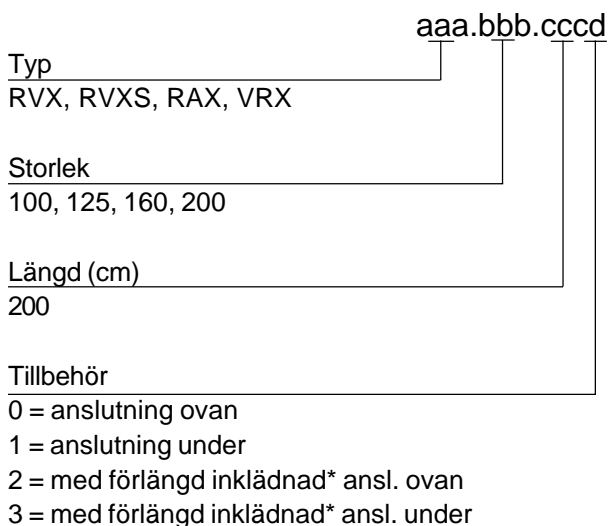 aaa.bbb.cccd
Typ
RVX, RVXS, RAX, VRX
Storlek
100, 125, 160, 200
Längd (cm)
200
Tillbehör
0 = anslutning ovan
1 = anslutning under
2 = med förlängd inklädnad* ansl. ovan
3 = med förlängd inklädnad* ansl. under